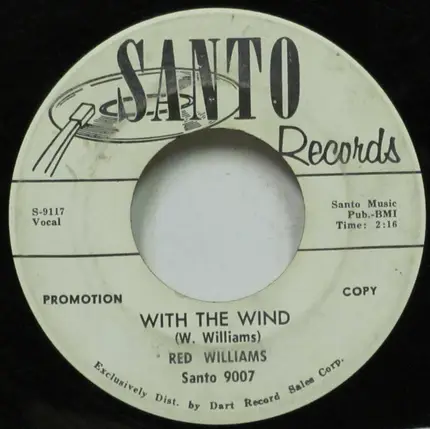 SANTO
Records
S-9117
Vocal
Santo Music
Pub.-BMI
Time: 2:16
PROMOTION
COPY
WITH THE WIND
(W. Williams)
RED WILLIAMS
Santo 9007
Exclusively Dist. by Dart Record Sales Corp.